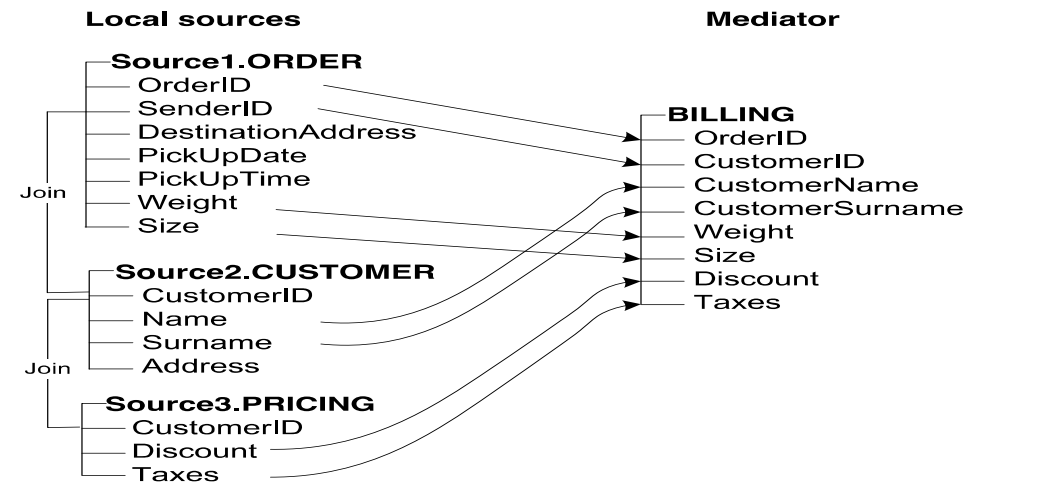 Local sources
Mediator
Source1.ORDER
OrderID
SenderID
DestinationAddress
PickUpDate
PickUpTime
Weight
Size
Join
Source2.CUSTOMER
CustomerID
Name
Surname
Address
Join
Source3.PRICING
CustomerID
Discount
Taxes
BILLING
OrderID
CustomerID
CustomerName
CustomerSurname
Weight
Size
Discount
Taxes